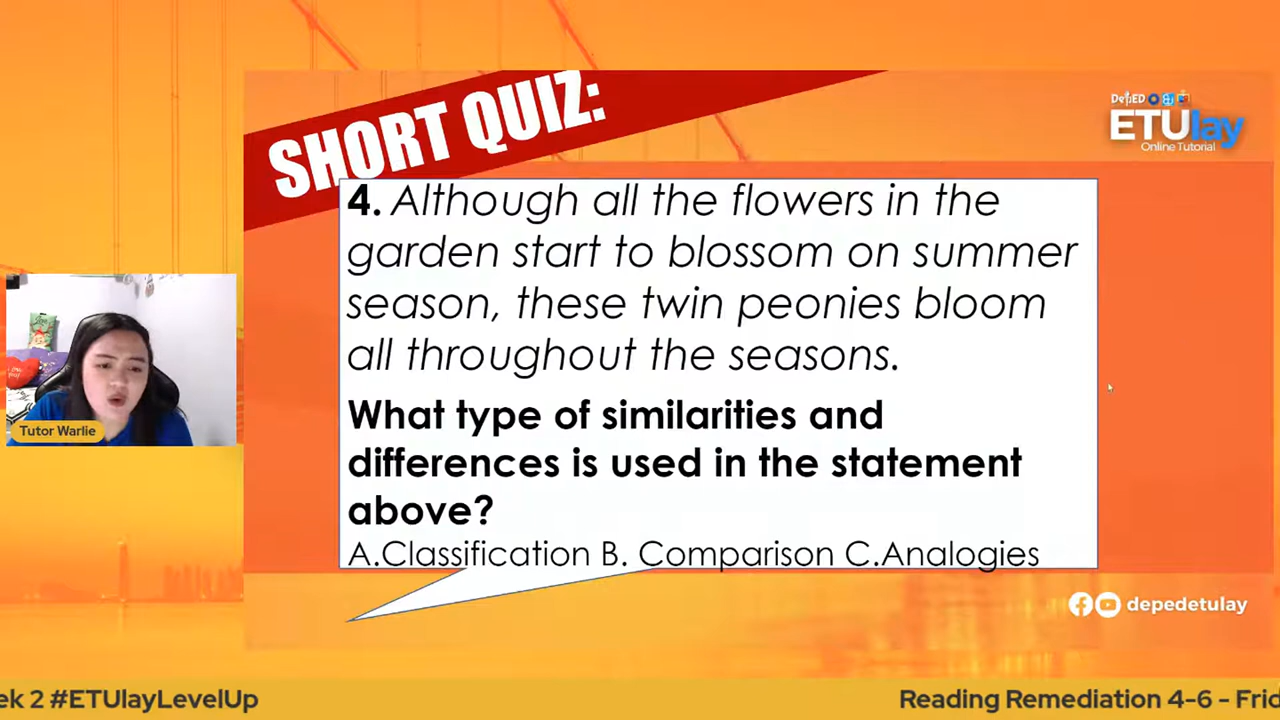 SHORT QUIZ:
DepED
ETUlay
Online Tutorial
4. Although all the flowers in the
garden start to blossom on summer
season, these twin peonies bloom
all throughout the seasons.
What type of similarities and
differences is used in the statement
above?
A.Classification B. Comparison C.Analogies
Tutor Warlie
depedetulay
ek 2 #ETUlayLevelUp
Reading Remediation 4-6 - Frid